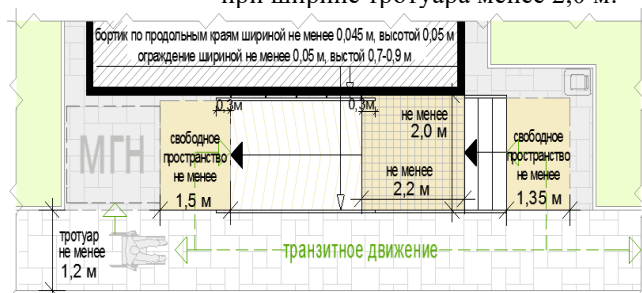 при ширине тротуара менее 2,0 м.
бортик по продольным краям шириной не менее 0,045 м, высотой 0,05 м
ограждение шириной не менее 0,05 м, выстой 0,7-0,9 м
0,3м
0,3м
МГН
свободное
пространство
не менее
1,5 м
не менее
2,0 м
не менее
2,2 м
свободное
пространство
не менее
1,35 м
тротуар
не менее
1,2 м
транзитное движение